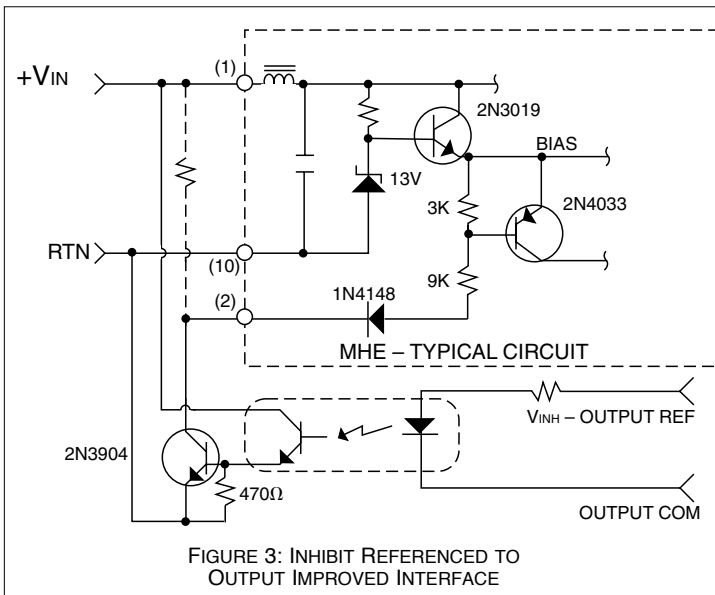 +VIN
(1)
2N3019
BIAS
13V
3K
2N4033
RTN
(10)
9K
(2)
1N4148
MHE – TYPICAL CIRCUIT
VINH – OUTPUT REF
2N3904
470Ω
OUTPUT COM
FIGURE 3: INHIBIT REFERENCED TO
OUTPUT IMPROVED INTERFACE